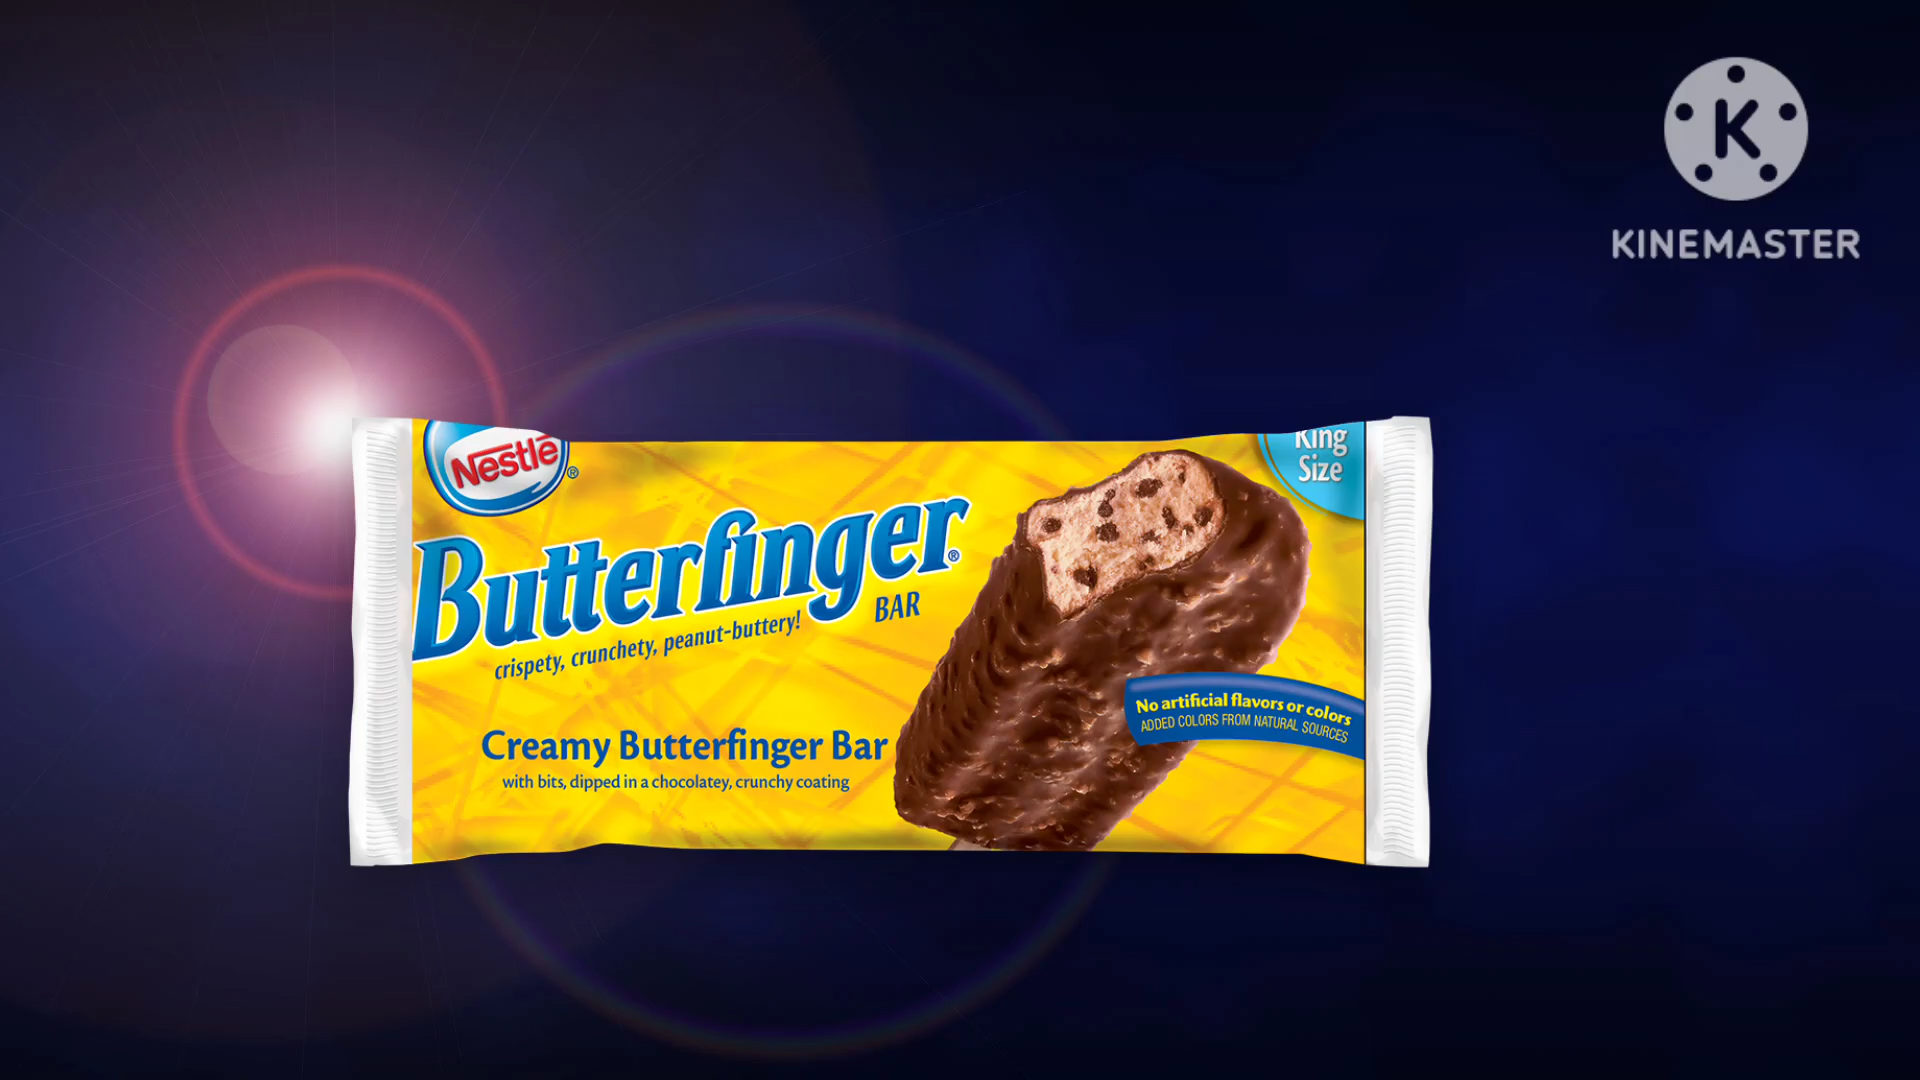 KINEMASTER
Nestlé®
King
Size
Butterfinger®
BAR
crispety, crunchety, peanut-buttery!
No artificial flavors or colors
ADDED COLORS FROM NATURAL SOURCES
Creamy Butterfinger Bar
with bits, dipped in a chocolatey, crunchy coating